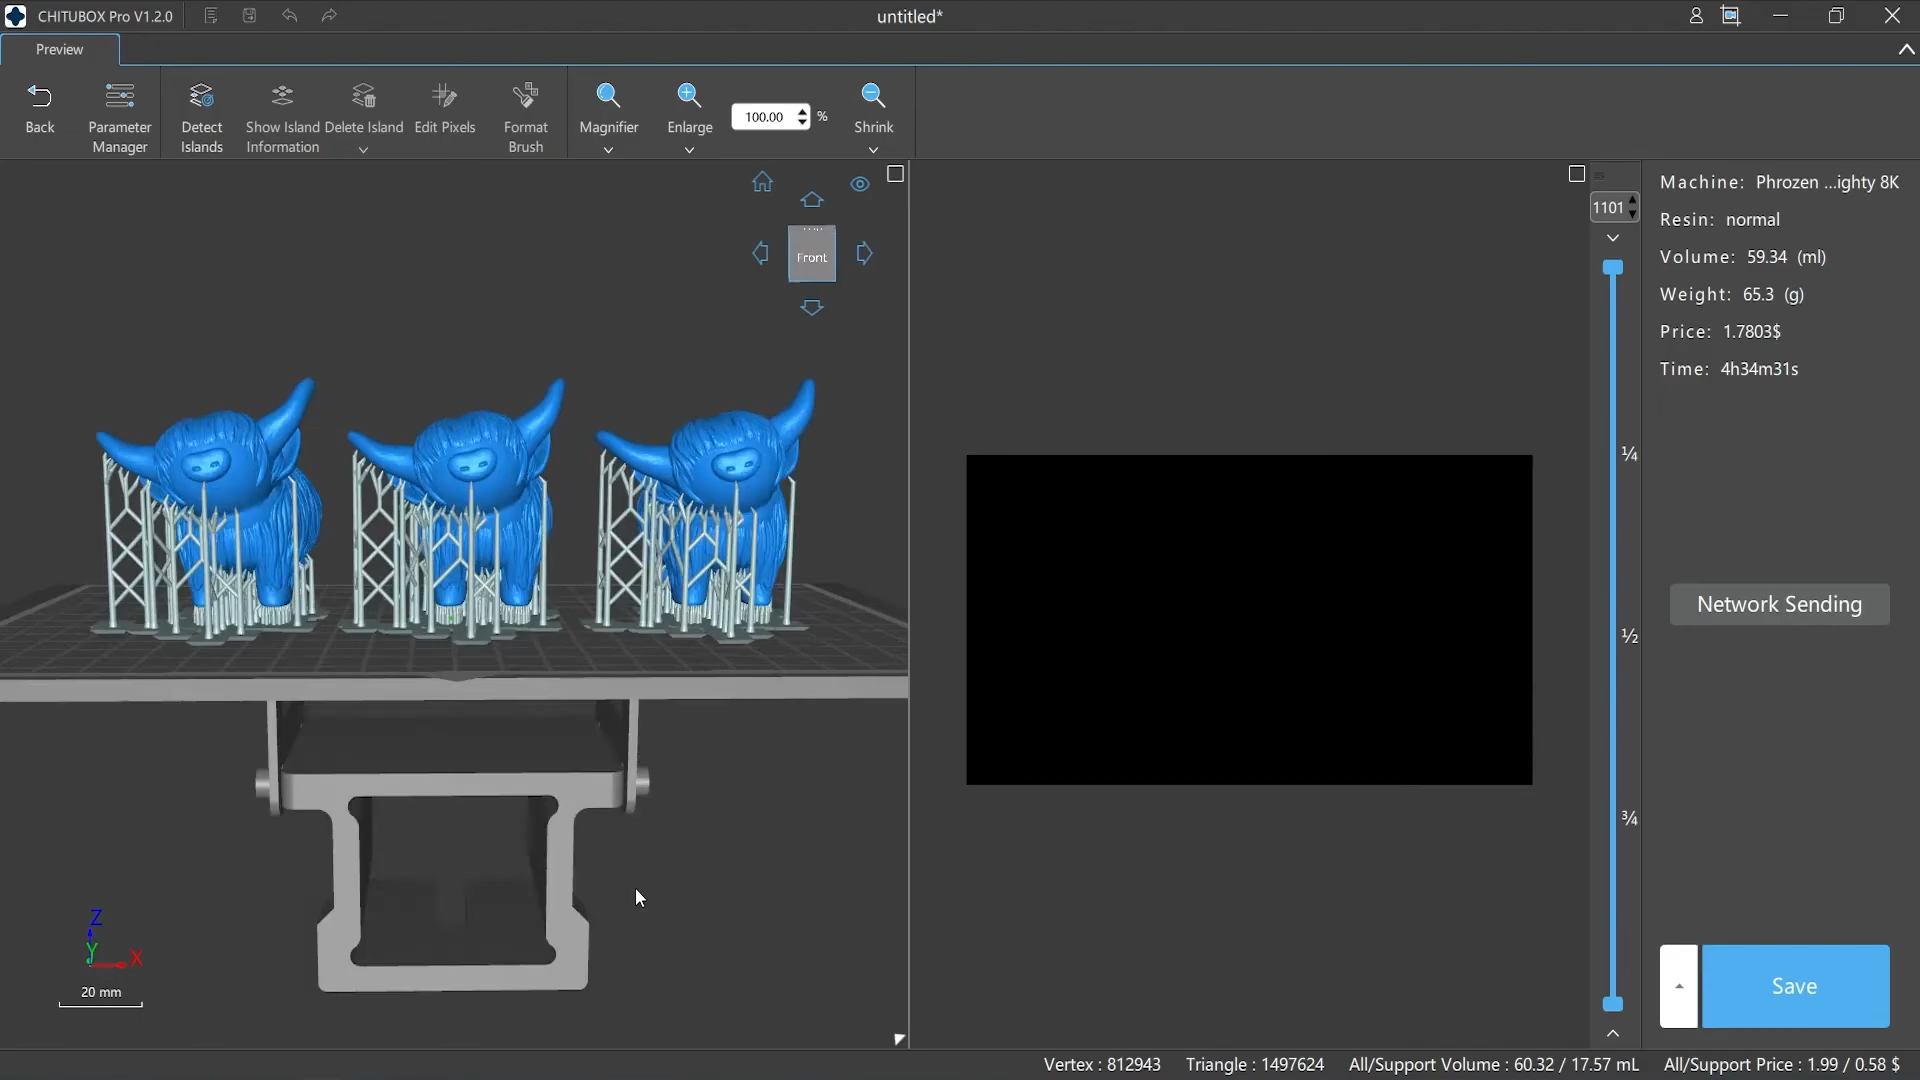 CHITUBOX Pro V1.2.0
untitled*
Preview
Back
Parameter
Manager
Detect
Islands
Show Island
Information
Delete Island
Edit Pixels
Format
Brush
Magnifier
Enlarge
100.00
%
Shrink
Front
1101
1/4
1/2
3/4
Machine: Phrozen ...ighty 8K
Resin: normal
Volume: 59.34 (ml)
Weight: 65.3 (g)
Price: 1.7803$
Time: 4h34m31s
Network Sending
Z
Y
X
20 mm
Save
Vertex : 812943
Triangle : 1497624
All/Support Volume : 60.32 / 17.57 mL
All/Support Price : 1.99 / 0.58 $